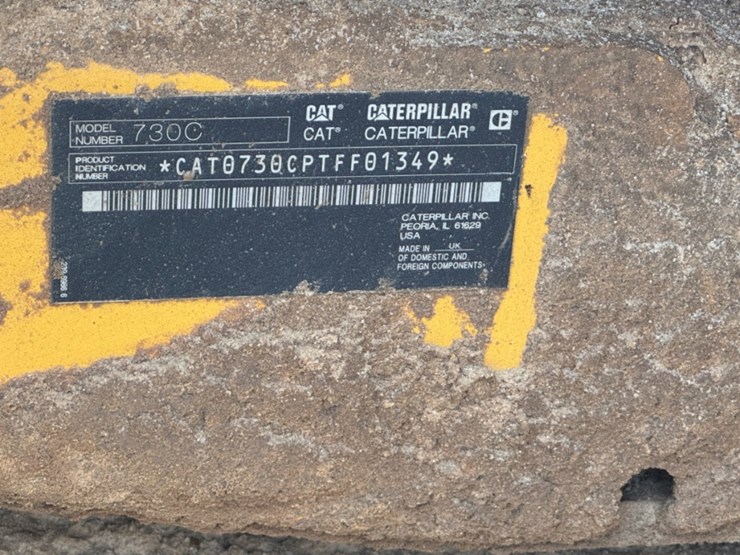 CAT® CATERPILLAR®
MODEL NUMBER 730C CAT® CATERPILLAR®
PRODUCT IDENTIFICATION NUMBER *CAT0730CPTFF01349*
CATERPILLAR INC.
PEORIA, IL 61629
USA
MADE IN UK
OF DOMESTIC AND
FOREIGN COMPONENTS